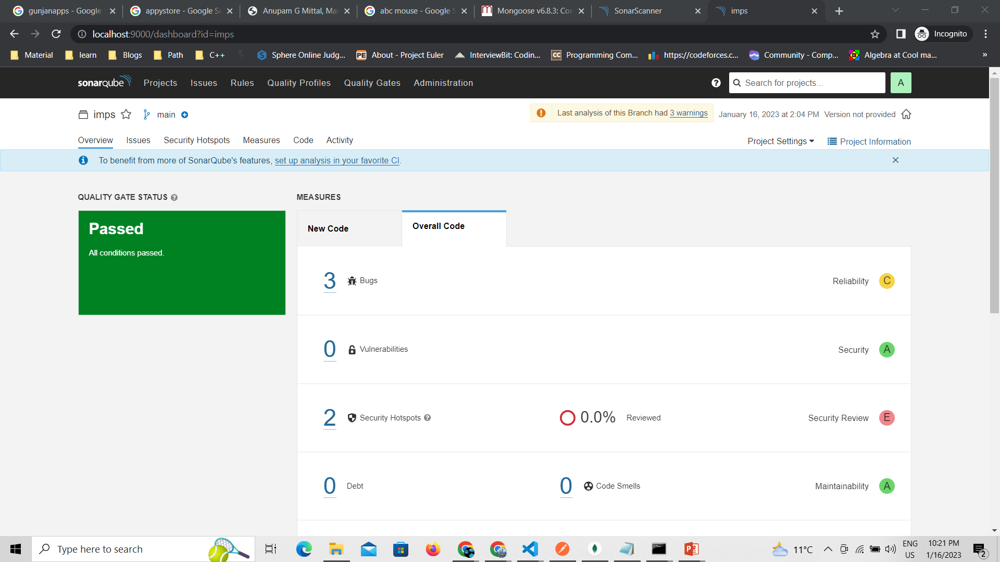 gunjanapps - Google
appystore - Google Se
Anupam G Mittal, Mau
abc mouse - Google S
Mongoose v6.8.3: Con
SonarScanner
imps
localhost:9000/dashboard?id=imps
Incognito
Material
learn
Blogs
Path
C++
Sphere Online Judg...
About - Project Euler
InterviewBit: Codin...
Programming Com...
https://codeforces.c...
Community - Comp...
Algebra at Cool ma...
»
sonarqube
Projects
Issues
Rules
Quality Profiles
Quality Gates
Administration
Search for projects...
A
imps
main
Last analysis of this Branch had 3 warnings
January 16, 2023 at 2:04 PM
Version not provided
Overview
Issues
Security Hotspots
Measures
Code
Activity
Project Settings
Project Information
To benefit from more of SonarQube's features, set up analysis in your favorite CI.
QUALITY GATE STATUS
MEASURES
Passed
All conditions passed.
New Code
Overall Code
3 Bugs
Reliability C
0 Vulnerabilities
Security A
2 Security Hotspots
0.0% Reviewed
Security Review E
0 Debt
0 Code Smells
Maintainability A
Type here to search
11°C
ENG
US
10:21 PM
1/16/2023
2